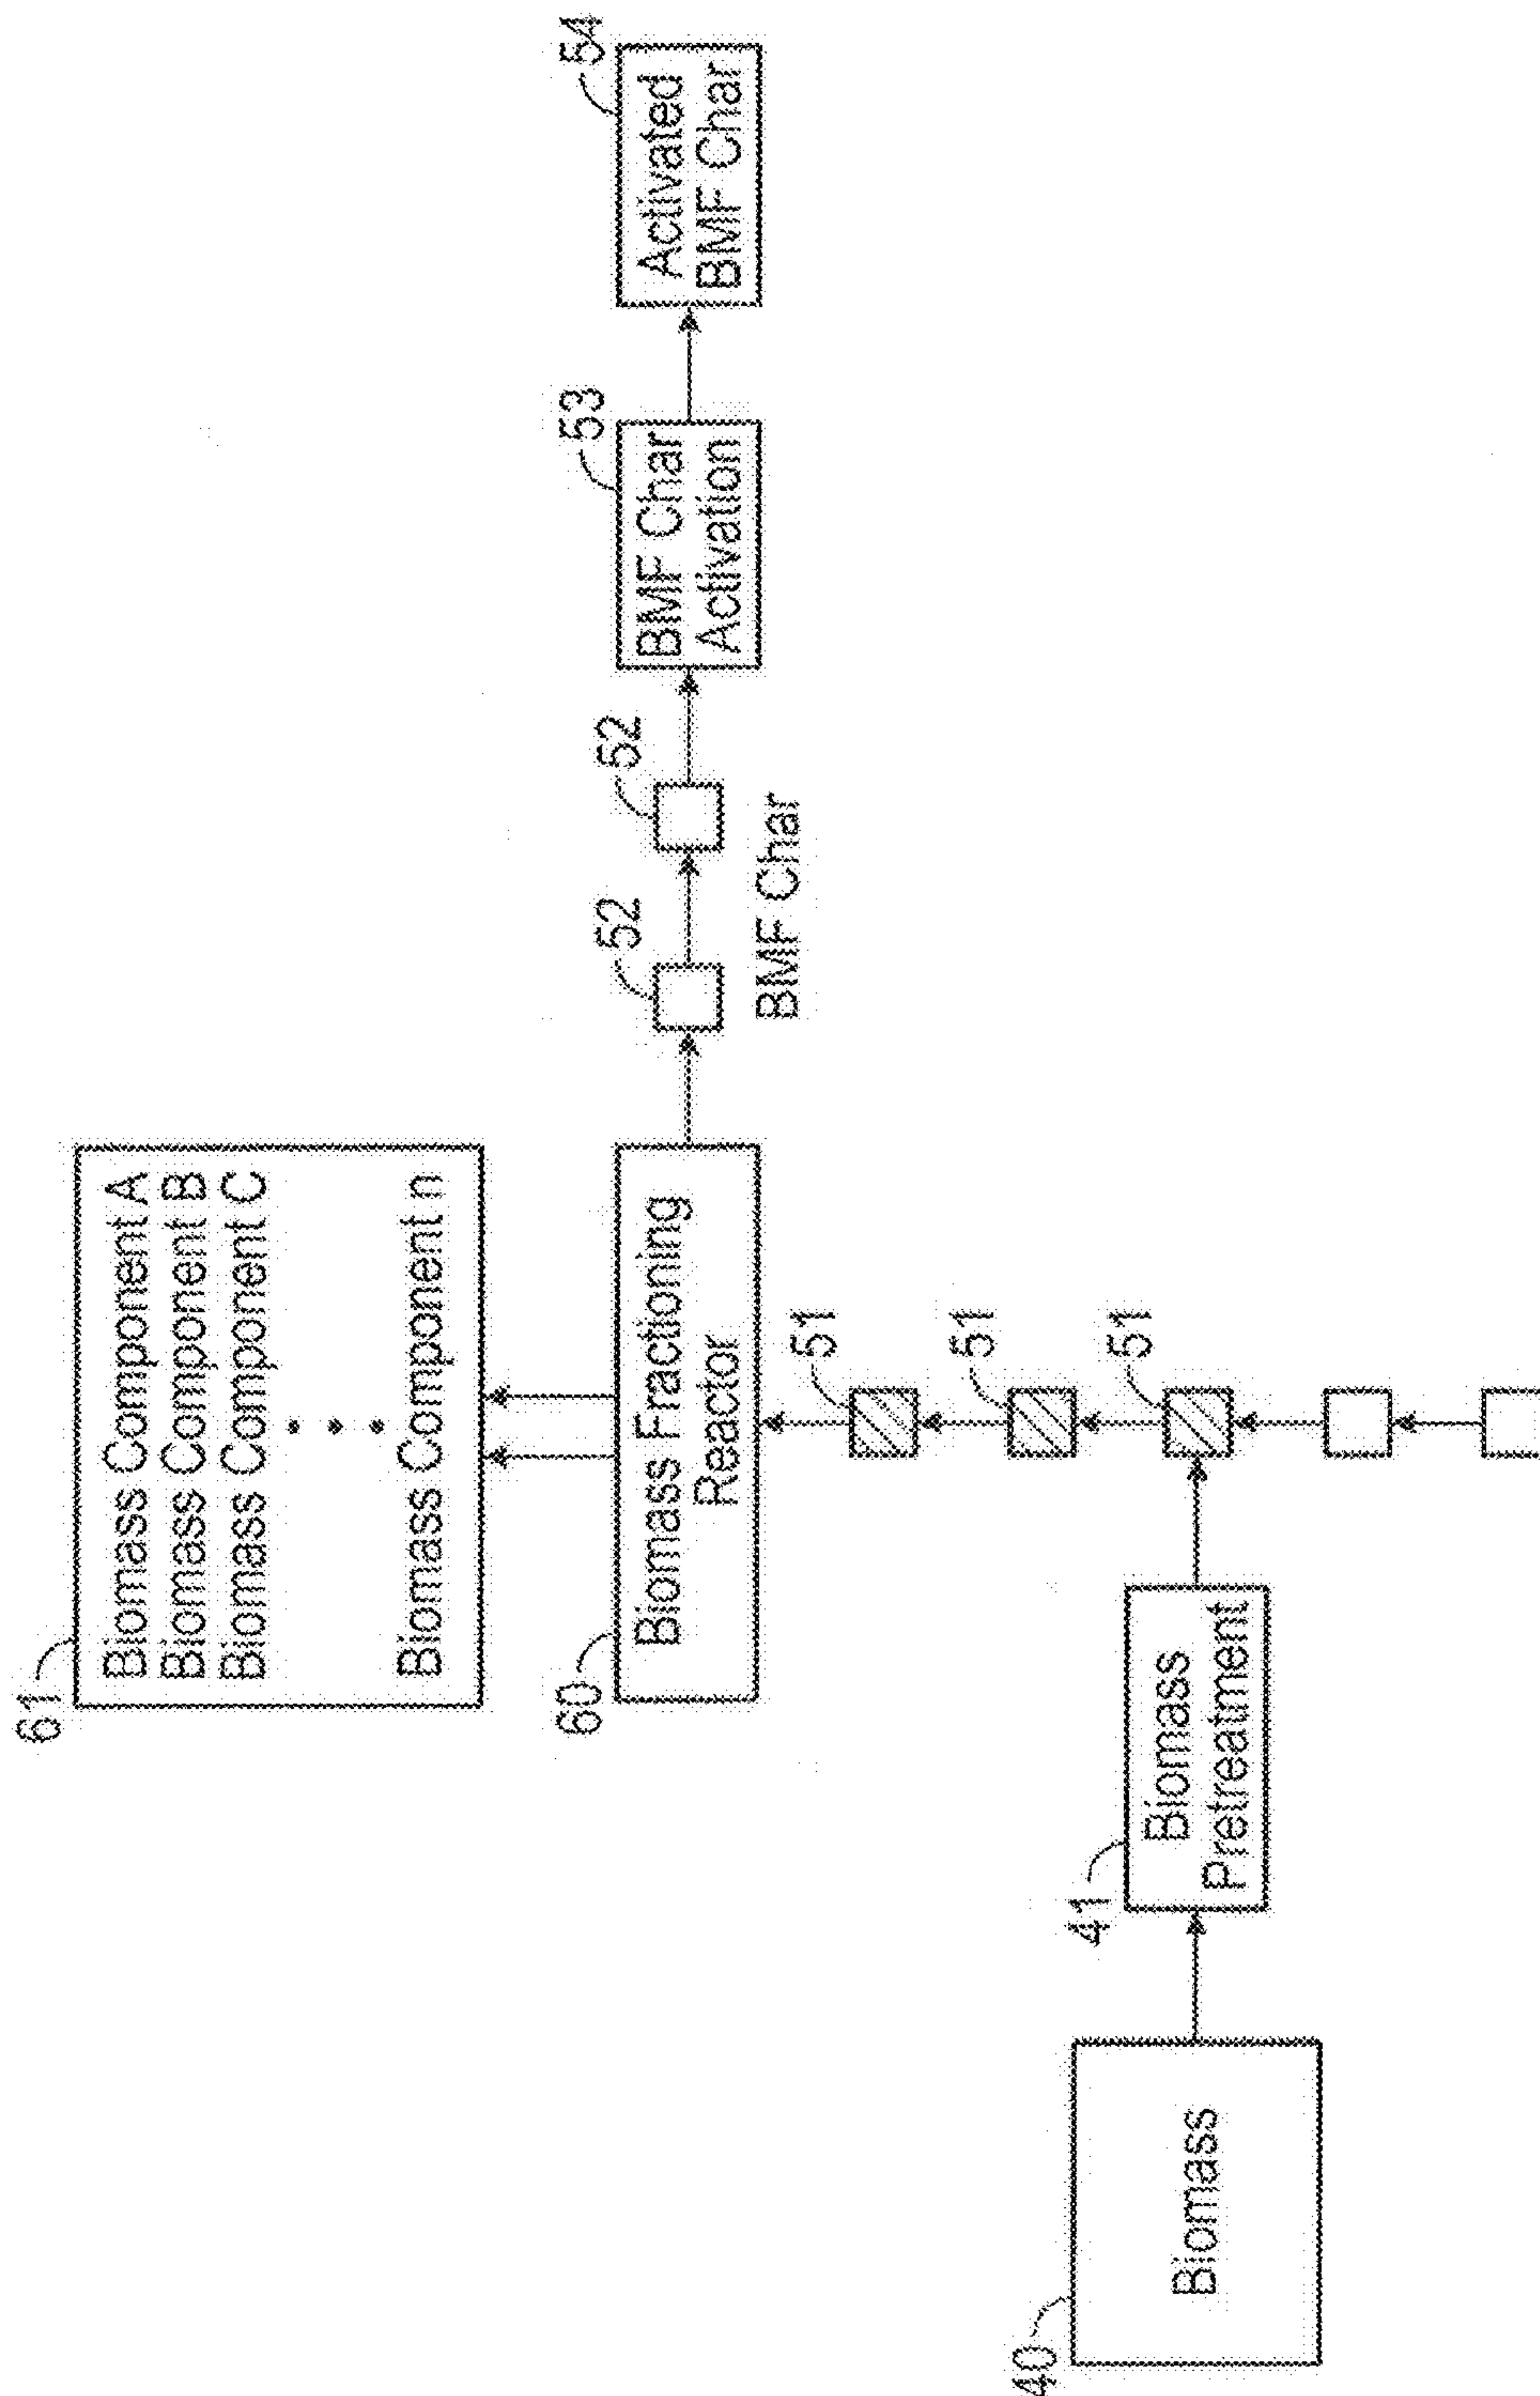 61
Biomass Component A
Biomass Component B
Biomass Component C
Biomass Component n
60
Biomass Fractioning
Reactor
52
52
BMF Char
53
BMF Char
Activation
54
Activated
BMF Char
51
51
51
40
Biomass
41
Biomass
Pretreatment